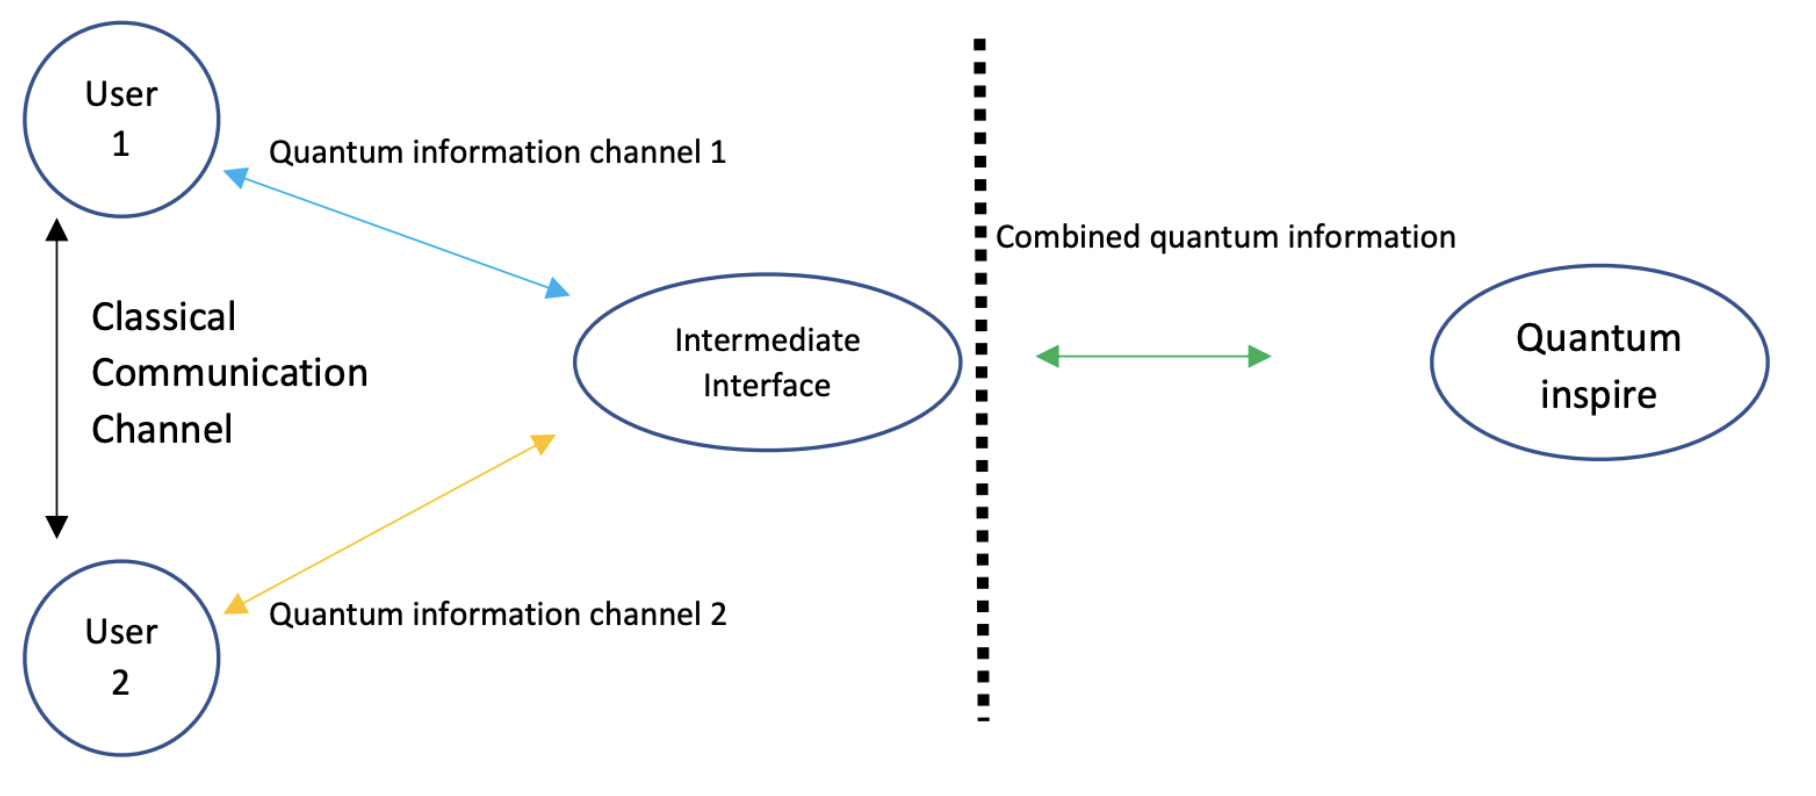 User
1
Quantum information channel 1
Combined quantum information
Classical
Communication
Channel
Intermediate
Interface
Quantum
inspire
User
2
Quantum information channel 2